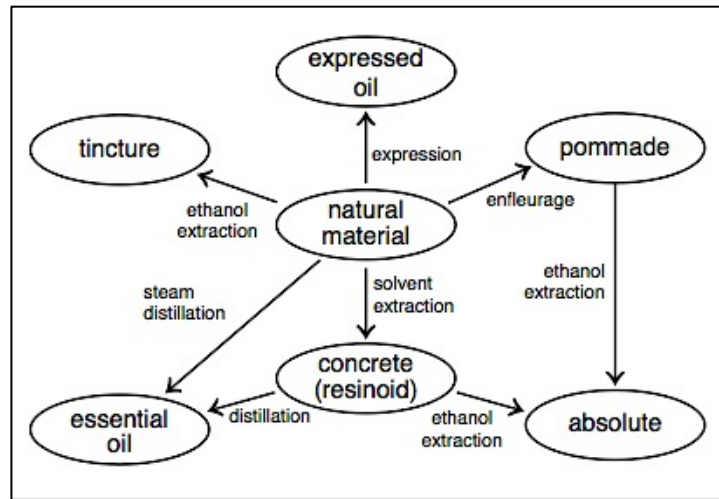 expressed
oil
tincture
expression
pommade
ethanol
extraction
natural
material
enfleurage
steam
distillation
solvent
extraction
ethanol
extraction
concrete
(resinoid)
essential
oil
distillation
ethanol
extraction
absolute